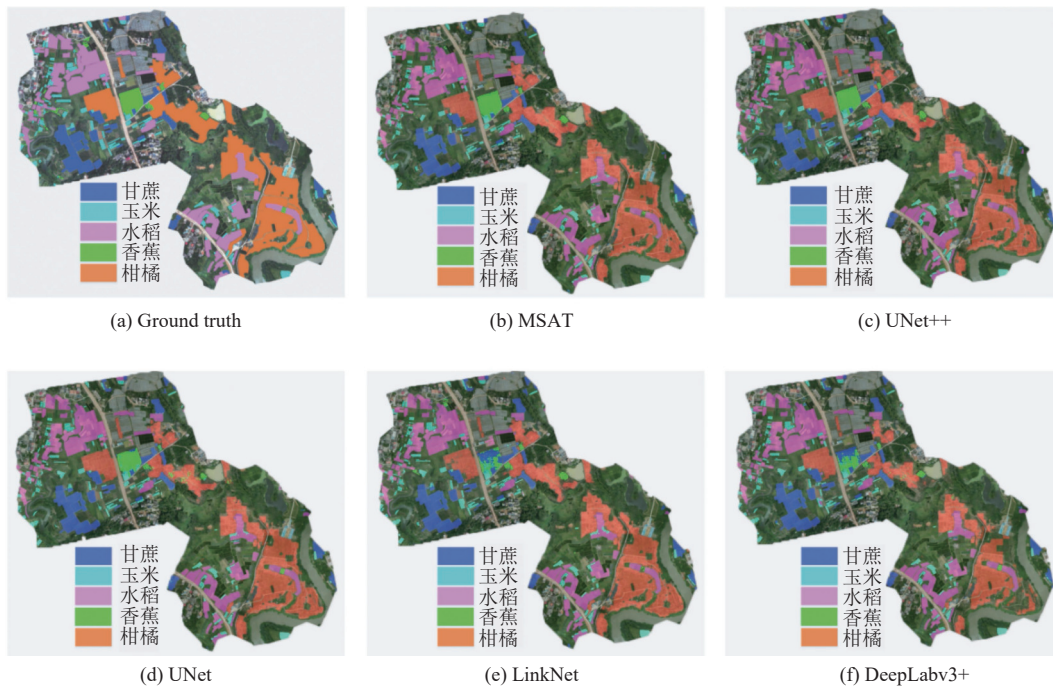 甘蔗
玉米
水稻
香蕉
柑橘
(a) Ground truth
甘蔗
玉米
水稻
香蕉
柑橘
(b) MSAT
甘蔗
玉米
水稻
香蕉
柑橘
(c) UNet++
甘蔗
玉米
水稻
香蕉
柑橘
(d) UNet
甘蔗
玉米
水稻
香蕉
柑橘
(e) LinkNet
甘蔗
玉米
水稻
香蕉
柑橘
(f) DeepLabv3+